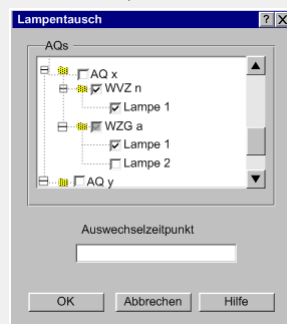 Lampentausch
AQs
AQ x
WVZ n
Lampe 1
WZG a
Lampe 1
Lampe 2
AQ y
Auswechselzeitpunkt
OK Abbrechen Hilfe